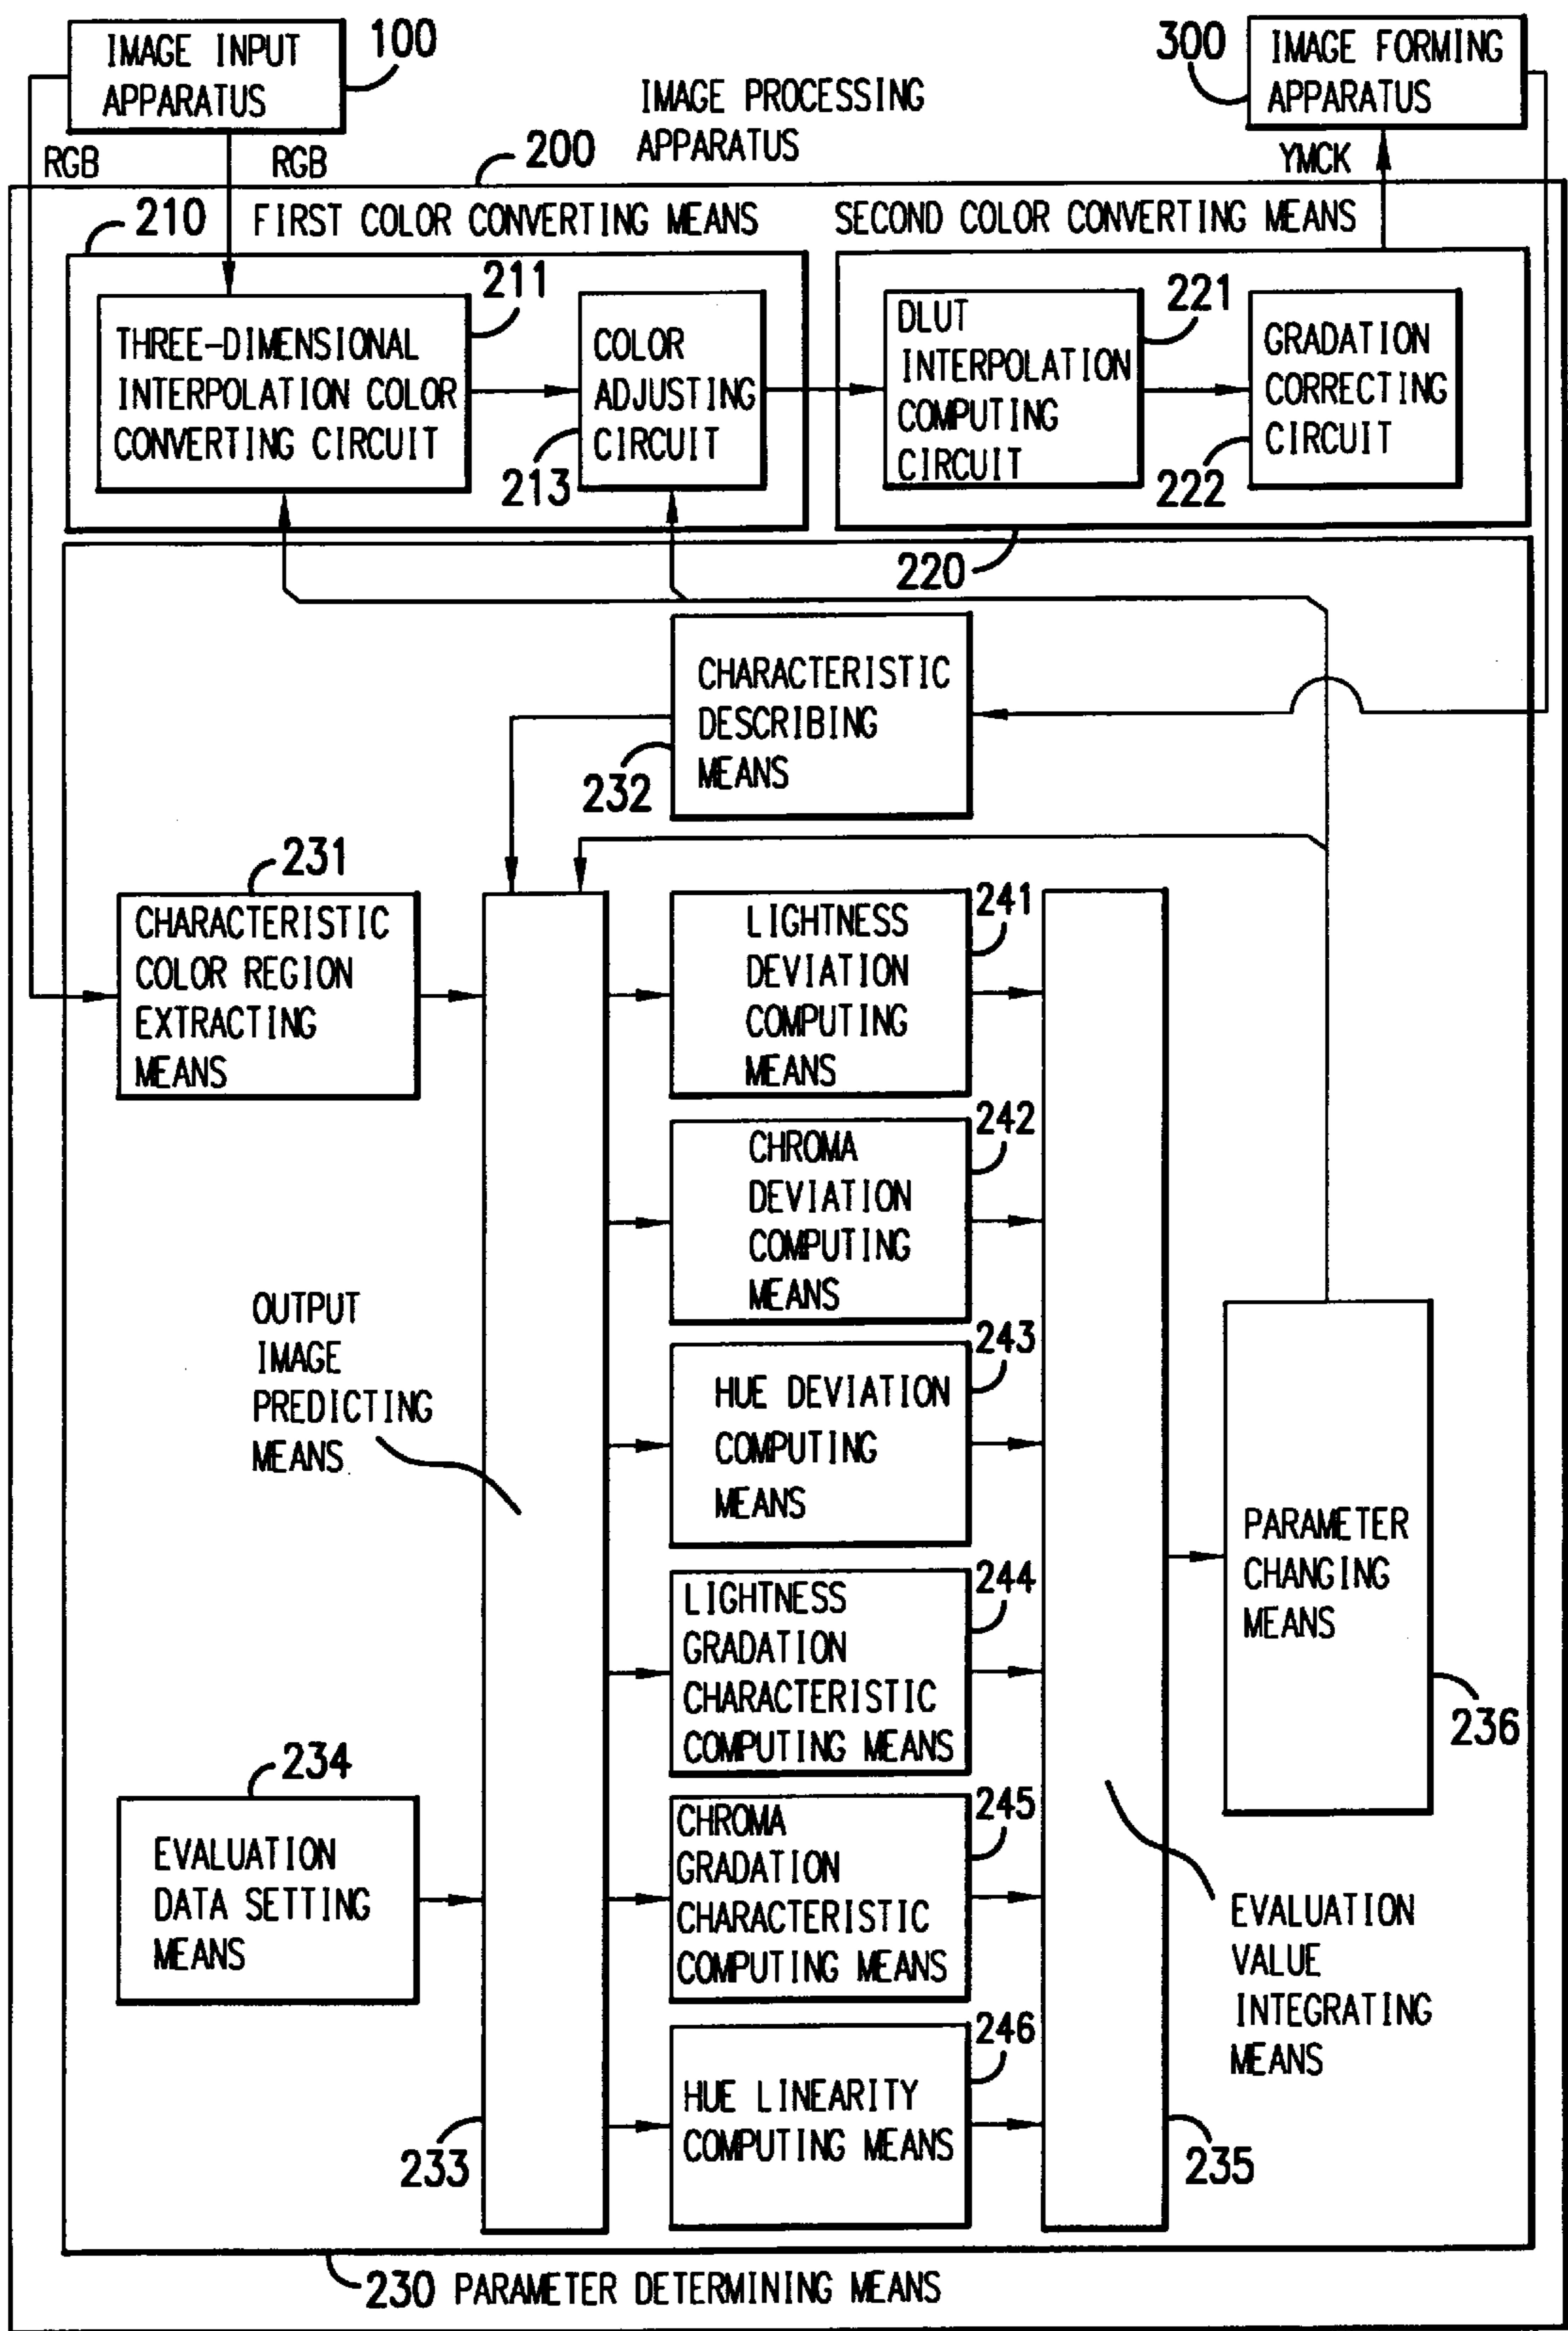 IMAGE INPUT
APPARATUS
100
IMAGE PROCESSING
APPARATUS
300
IMAGE FORMING
APPARATUS
RGB
RGB
200
YMCK
210
FIRST COLOR CONVERTING MEANS
SECOND COLOR CONVERTING MEANS
211
THREE-DIMENSIONAL
INTERPOLATION COLOR
CONVERTING CIRCUIT
COLOR
ADJUSTING
CIRCUIT
213
DLUT
INTERPOLATION
COMPUTING
CIRCUIT
221
GRADATION
CORRECTING
CIRCUIT
222
220
CHARACTERISTIC
DESCRIBING
MEANS
232
231
CHARACTERISTIC
COLOR REGION
EXTRACTING
MEANS
LIGHTNESS
DEVIATION
COMPUTING
MEANS
241
CHROMA
DEVIATION
COMPUTING
MEANS
242
OUTPUT
IMAGE
PREDICTING
MEANS
HUE DEVIATION
COMPUTING
MEANS
243
LIGHTNESS
GRADATION
CHARACTERISTIC
COMPUTING MEANS
244
PARAMETER
CHANGING
MEANS
236
234
EVALUATION
DATA SETTING
MEANS
CHROMA
GRADATION
CHARACTERISTIC
COMPUTING MEANS
245
EVALUATION
VALUE
INTEGRATING
MEANS
HUE LINEARITY
COMPUTING MEANS
246
233
235
230 PARAMETER DETERMINING MEANS